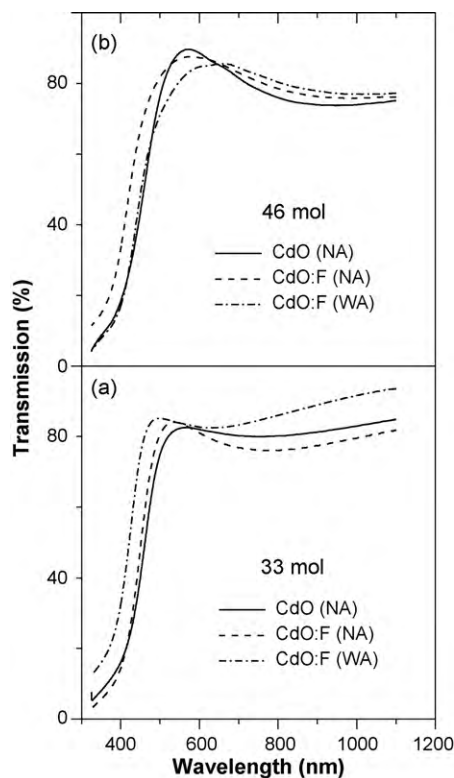 (b)
80
40
0
46 mol
CdO (NA)
CdO:F (NA)
CdO:F (WA)
Transmission (%)
(a)
80
40
0
33 mol
CdO (NA)
CdO:F (NA)
CdO:F (WA)
400 600 800 1000 1200
Wavelength (nm)